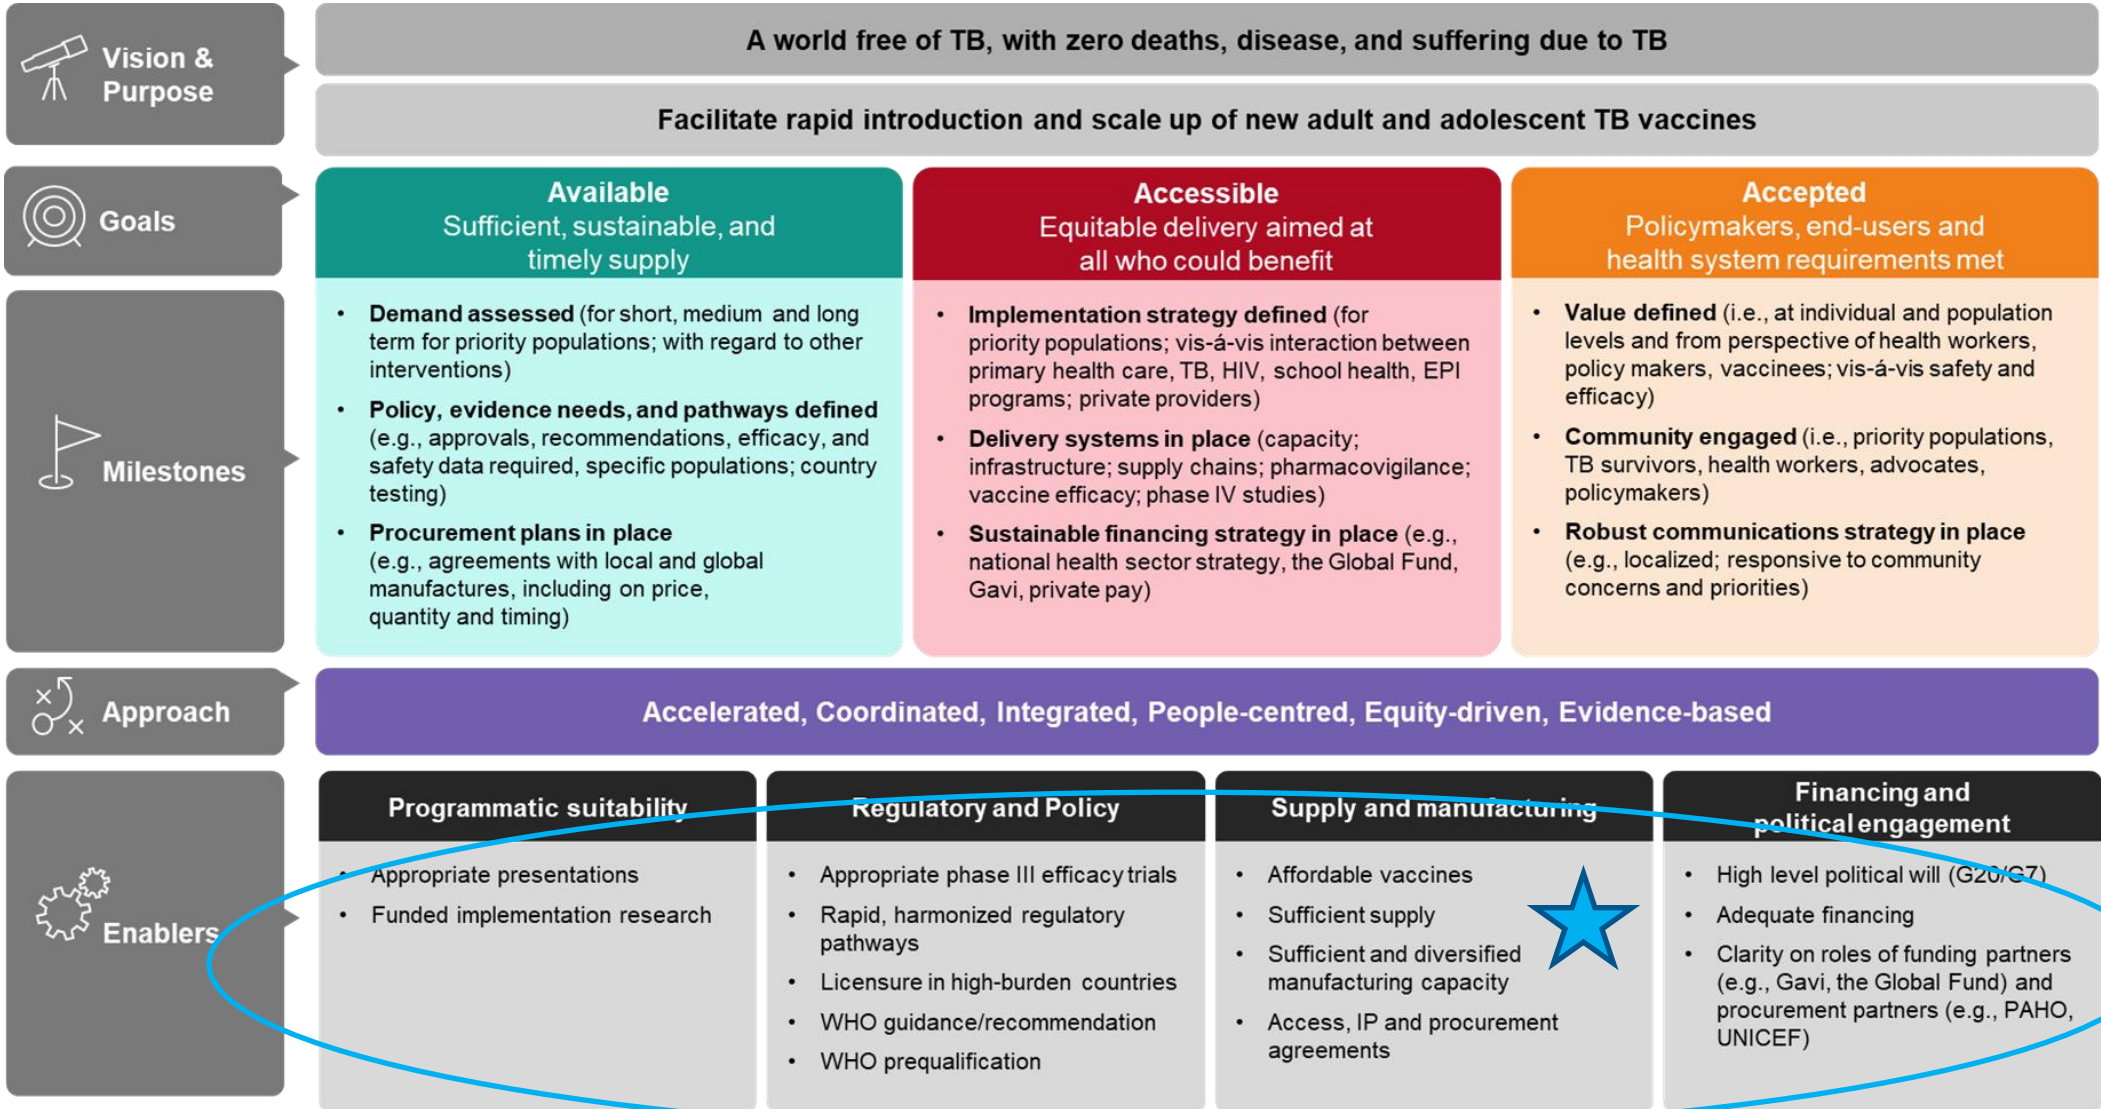 Vision &
Purpose
A world free of TB, with zero deaths, disease, and suffering due to TB
Facilitate rapid introduction and scale up of new adult and adolescent TB vaccines
Goals
Available
Sufficient, sustainable, and
timely supply
Accessible
Equitable delivery aimed at
all who could benefit
Accepted
Policymakers, end-users and
health system requirements met
Milestones
• Demand assessed (for short, medium and long
term for priority populations; with regard to other
interventions)
• Policy, evidence needs, and pathways defined
(e.g., approvals, recommendations, efficacy, and
safety data required, specific populations; country
testing)
• Procurement plans in place
(e.g., agreements with local and global
manufactures, including on price,
quantity and timing)
• Implementation strategy defined (for
priority populations; vis-á-vis interaction between
primary health care, TB, HIV, school health, EPI
programs; private providers)
• Delivery systems in place (capacity;
infrastructure; supply chains; pharmacovigilance;
vaccine efficacy; phase IV studies)
• Sustainable financing strategy in place (e.g.,
national health sector strategy, the Global Fund,
Gavi, private pay)
• Value defined (i.e., at individual and population
levels and from perspective of health workers,
policy makers, vaccinees; vis-á-vis safety and
efficacy)
• Community engaged (i.e., priority populations,
TB survivors, health workers, advocates,
policymakers)
• Robust communications strategy in place
(e.g., localized; responsive to community
concerns and priorities)
Approach
Accelerated, Coordinated, Integrated, People-centred, Equity-driven, Evidence-based
Enablers
Programmatic suitability
• Appropriate presentations
• Funded implementation research
Regulatory and Policy
• Appropriate phase III efficacy trials
• Rapid, harmonized regulatory
pathways
• Licensure in high-burden countries
• WHO guidance/recommendation
• WHO prequalification
Supply and manufacturing
• Affordable vaccines
• Sufficient supply
• Sufficient and diversified
manufacturing capacity
• Access, IP and procurement
agreements
Financing and
political engagement
• High level political will (G20/G7)
• Adequate financing
• Clarity on roles of funding partners
(e.g., Gavi, the Global Fund) and
procurement partners (e.g., PAHO,
UNICEF)